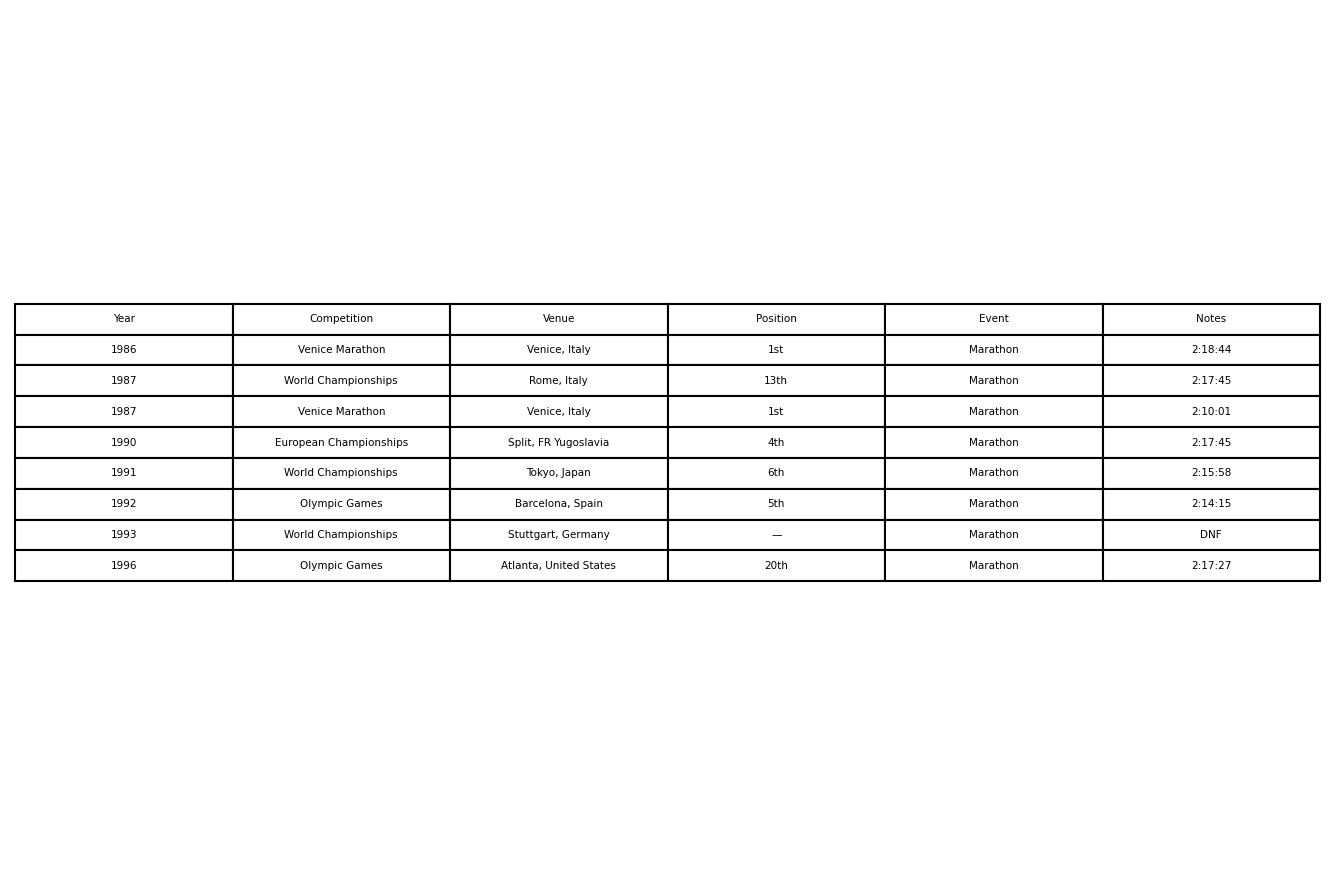 Year Competition Venue Position Event Notes
1986 Venice Marathon Venice, Italy 1st Marathon 2:18:44
1987 World Championships Rome, Italy 13th Marathon 2:17:45
1987 Venice Marathon Venice, Italy 1st Marathon 2:10:01
1990 European Championships Split, FR Yugoslavia 4th Marathon 2:17:45
1991 World Championships Tokyo, Japan 6th Marathon 2:15:58
1992 Olympic Games Barcelona, Spain 5th Marathon 2:14:15
1993 World Championships Stuttgart, Germany — Marathon DNF
1996 Olympic Games Atlanta, United States 20th Marathon 2:17:27